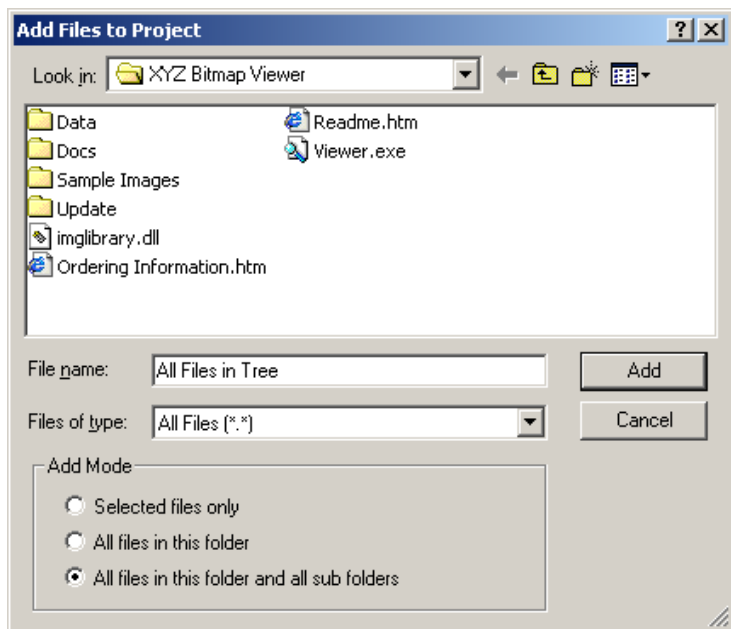 Add Files to Project
Look in: XYZ Bitmap Viewer
Data
Docs
Sample Images
Update
imglibrary.dll
Ordering Information.htm
Readme.htm
Viewer.exe
File name: All Files in Tree
Add
Files of type: All Files (*.*)
Cancel
Add Mode
Selected files only
All files in this folder
All files in this folder and all sub folders